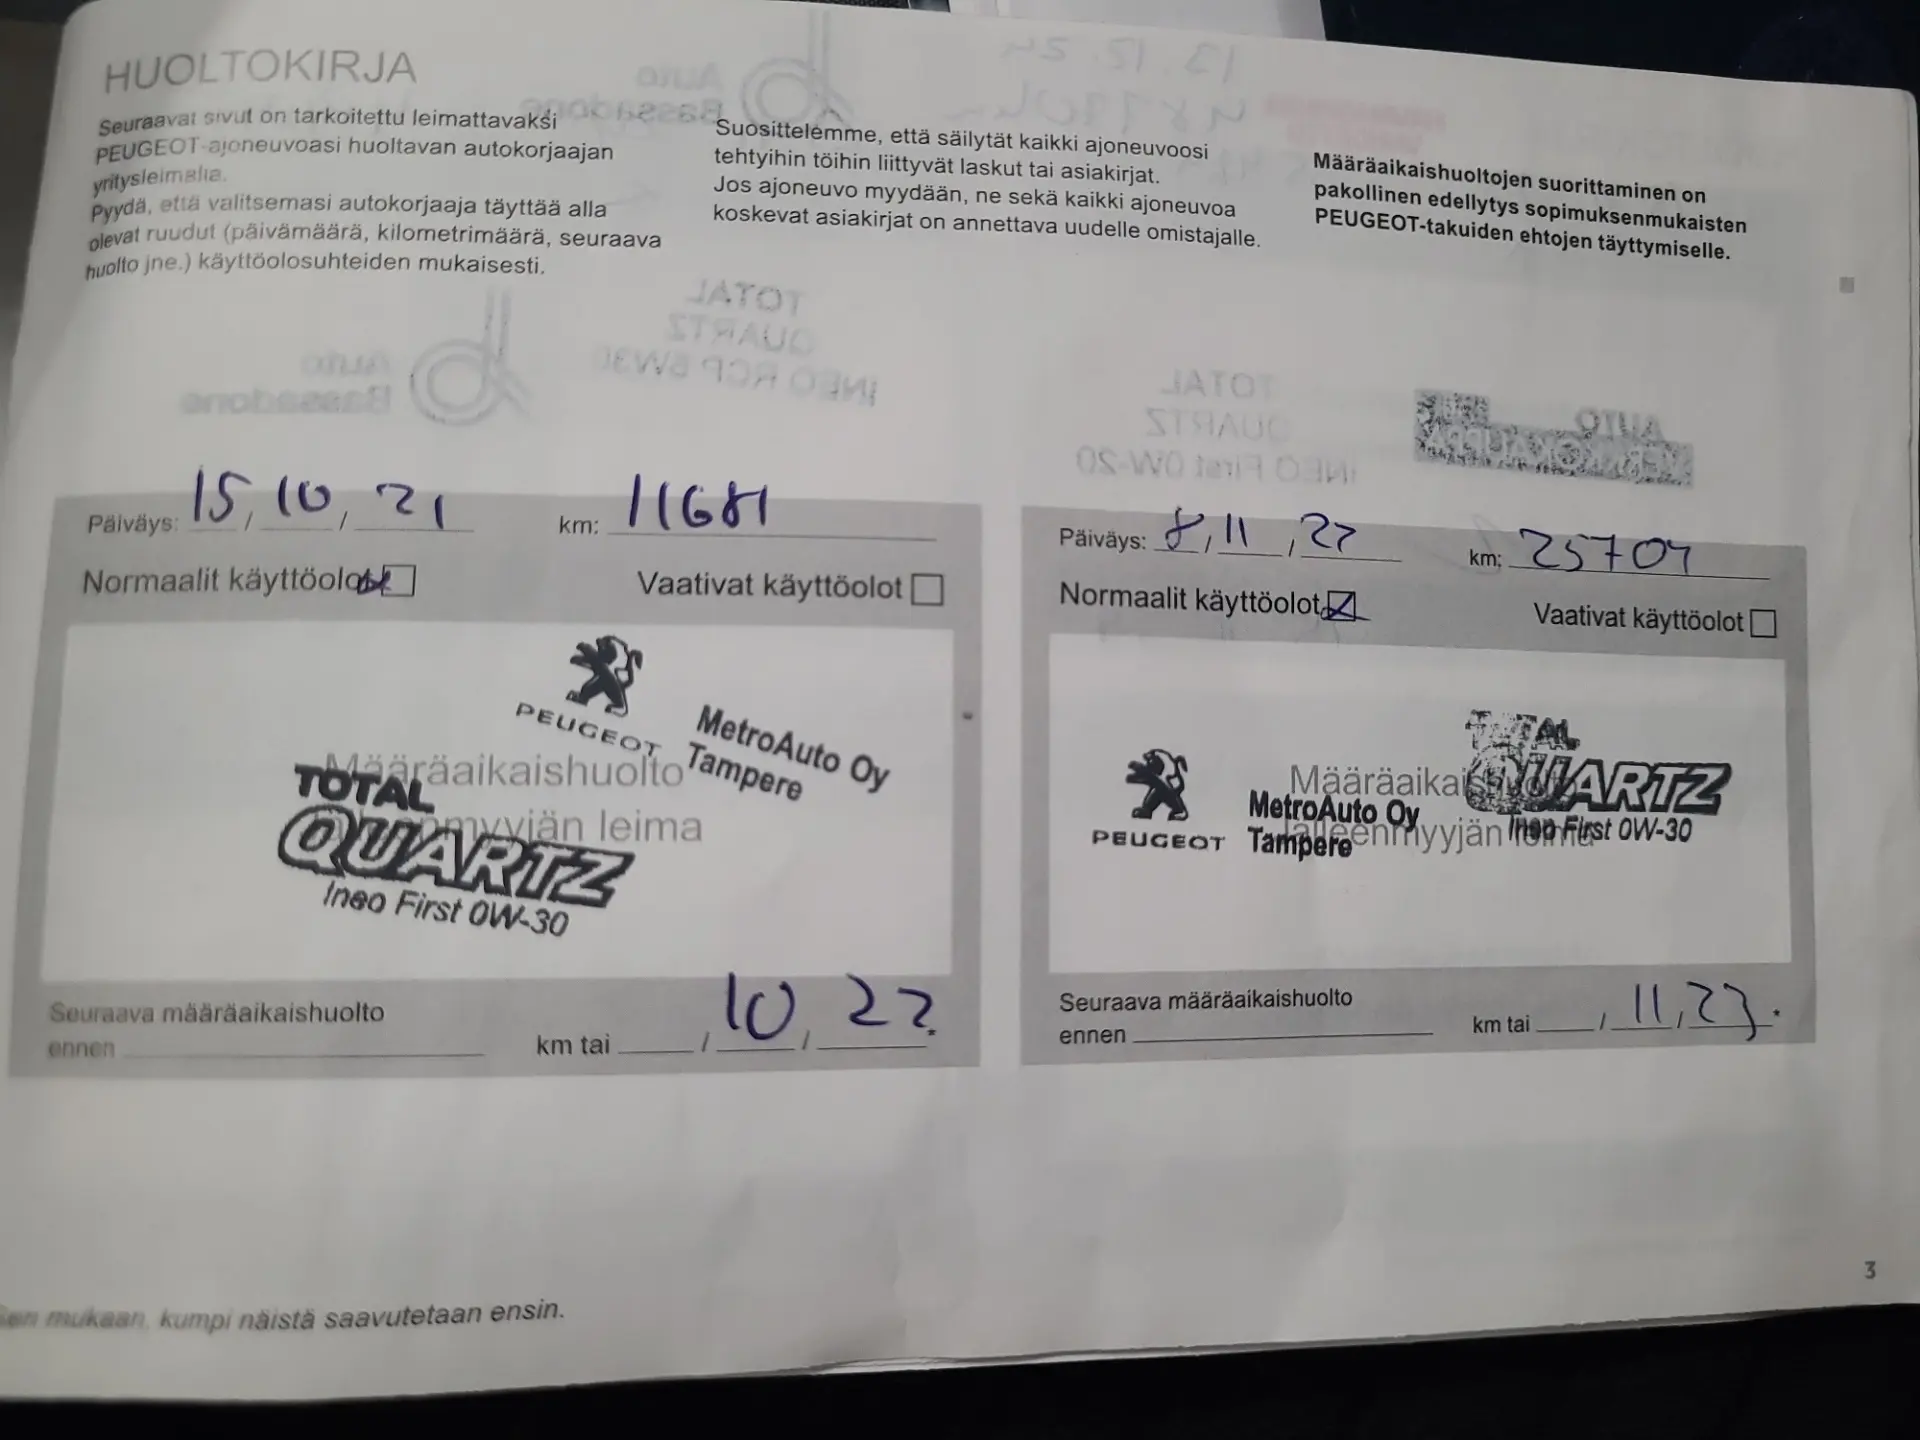 HUOLTOKIRJA
Seuraavat sivut on tarkoitettu leimattavaksi
PEUGEOT-ajoneuvoasi huoltavan autokorjaajan
yritysleimalla.
Pyydä, että valitsemasi autokorjaaja täyttää alla
olevat ruudut (päivämäärä, kilometrimäärä, seuraava
huolto jne.) käyttöolosuhteiden mukaisesti.
Suosittelemme, että säilytät kaikki ajoneuvoosi
tehtyihin töihin liittyvät laskut tai asiakirjat.
Jos ajoneuvo myydään, ne sekä kaikki ajoneuvoa
koskevat asiakirjat on annettava uudelle omistajalle.
Määräaikaishuoltojen suorittaminen on
pakollinen edellytys sopimuksenmukaisten
PEUGEOT-takuiden ehtojen täyttymiselle.
Päiväys: 15 / 10 / 21 km: 11681
Normaalit käyttöolot Vaativat käyttöolot
PEUGEOT
MetroAuto Oy
Tampere
Määräaikaishuolto
myyjän leima
TOTAL
QUARTZ
Ineo First 0W-30
Seuraava määräaikaishuolto
ennen km tai / 10 / 22 *
Päiväys: 8 / 11 / 22 km: 25704
Normaalit käyttöolot Vaativat käyttöolot
PEUGEOT
MetroAuto Oy
Tampere
TOTAL
QUARTZ
Ineo First 0W-30
Seuraava määräaikaishuolto
ennen km tai / 11 / 23 *
mukaan, kumpi näistä saavutetaan ensin.
3